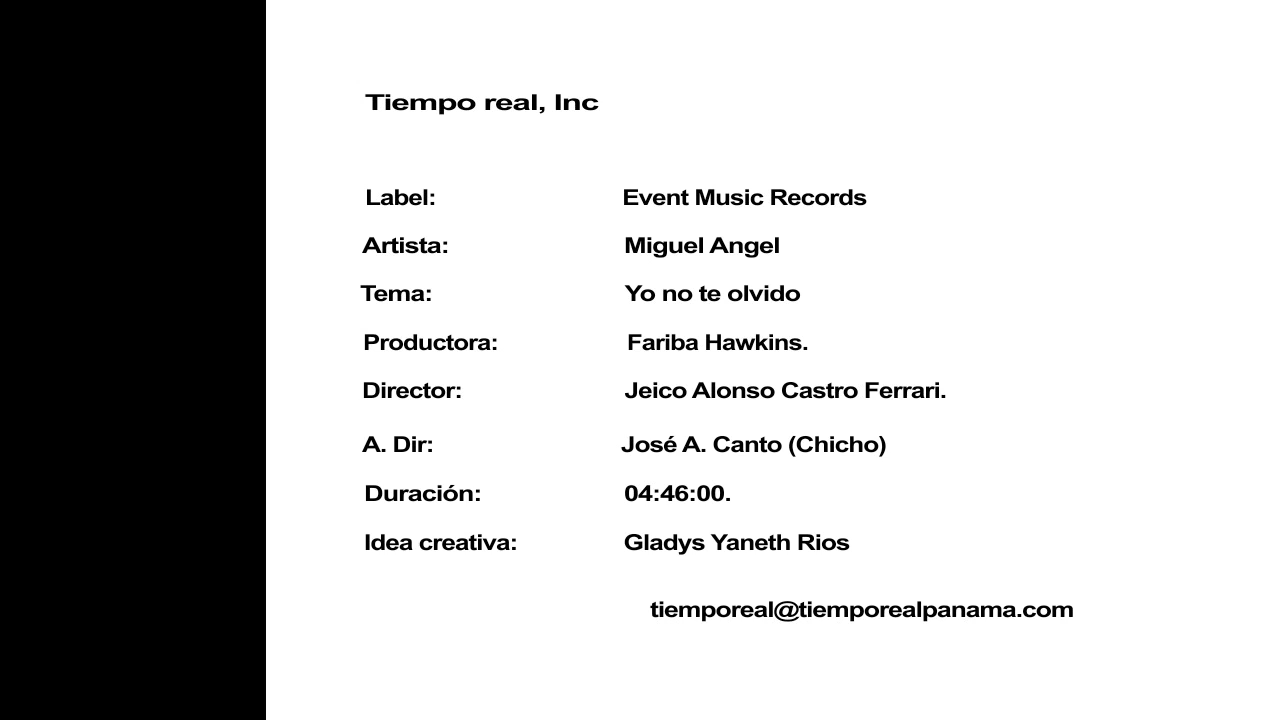 Tiempo real, Inc
Label: Event Music Records
Artista: Miguel Angel
Tema: Yo no te olvido
Productora: Fariba Hawkins.
Director: Jeico Alonso Castro Ferrari.
A. Dir: José A. Canto (Chicho)
Duración: 04:46:00.
Idea creativa: Gladys Yaneth Rios
tiemporeal@tiemporealpanama.com